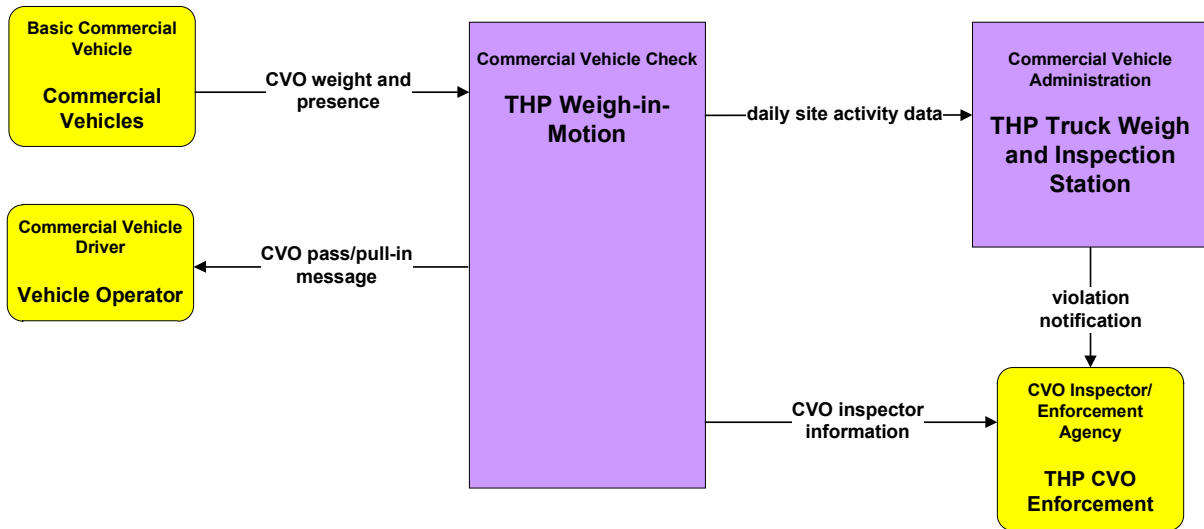 Basic Commercial
Vehicle
Commercial
Vehicles
CVO weight and
presence
Commercial Vehicle Check
THP Weigh-in-
Motion
daily site activity data
Commercial Vehicle
Administration
THP Truck Weigh
and Inspection
Station
Commercial Vehicle
Driver
Vehicle Operator
CVO pass/pull-in
message
violation
notification
CVO inspector
information
CVO Inspector/
Enforcement
Agency
THP CVO
Enforcement